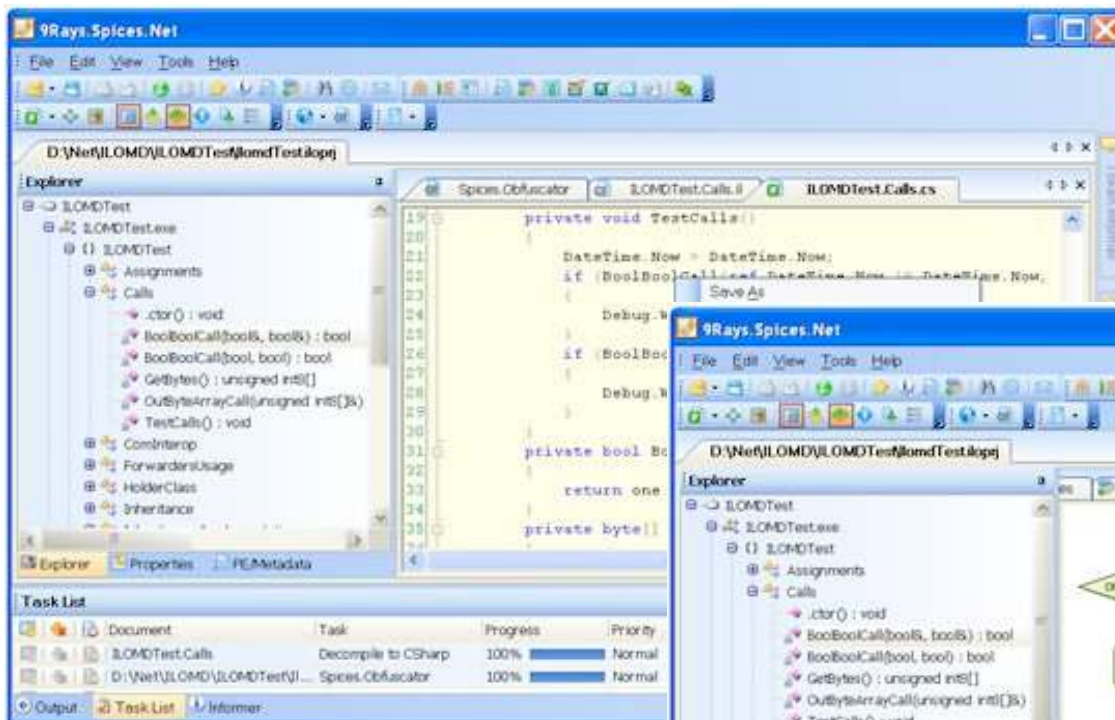 9Rays.Spices.Net
File Edit View Tools Help
D:\Net\ILOMD\ILOMDTest\IlomdTest.iloprj
Explorer
ILOMDTest
ILOMDTest.exe
{} ILOMDTest
Assignments
Calls
.ctor() : void
BoolBoolCall(bool&, bool&) : bool
BoolBoolCall(bool, bool) : bool
GetBytes() : unsigned int8[]
OutByteArrayCall(unsigned int8[]&)
TestCalls() : void
ComInterop
ForwardersUsage
HolderClass
Inheritance
Explorer Properties PE/Metadata
Spices.Obfuscator ILOMDTest.Calls.il ILOMDTest.Calls.cs
19 private void TestCalls()
20 {
21 DateTime.Now = DateTime.Now;
22 if (BoolBoolCall(ref DateTime.Now != DateTime.Now,
23 {
24 Debug.W
25 }
26 if (BoolBoo
27 {
28 Debug.W
29 }
30 }
31 private bool Bo
32 {
33 return one
34 }
35 private byte[]
Save As
Task List
Document Task Progress Priority
ILOMDTest.Calls Decompile to CSharp 100% Normal
D:\Net\ILOMD\ILOMDTest\Il... Spices.Obfuscator 100% Normal
Output Task List Informer
9Rays.Spices.Net
File Edit View Tools Help
D:\Net\ILOMD\ILOMDTest\IlomdTest.iloprj
Explorer
ILOMDTest
ILOMDTest.exe
{} ILOMDTest
Assignments
Calls
.ctor() : void
BoolBoolCall(bool&, bool&) : bool
BoolBoolCall(bool, bool) : bool
GetBytes() : unsigned int8[]
OutByteArrayCall(unsigned int8[]&)
TestCalls() : void